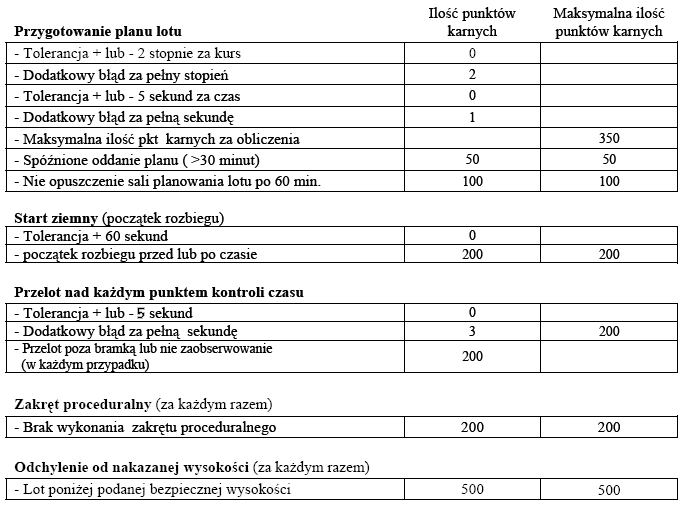 Ilość punktów Maksymalna ilość
Przygotowanie planu lotu karnych punktów karnych
- Tolerancja + lub - 2 stopnie za kurs 0
- Dodatkowy błąd za pełny stopień 2
- Tolerancja + lub - 5 sekund za czas 0
- Dodatkowy błąd za pełną sekundę 1
- Maksymalna ilość pkt karnych za obliczenia 350
- Spóźnione oddanie planu ( >30 minut) 50 50
- Nie opuszczenie sali planowania lotu po 60 min. 100 100
Start ziemny (początek rozbiegu)
- Tolerancja + 60 sekund 0
- początek rozbiegu przed lub po czasie 200 200
Przelot nad każdym punktem kontroli czasu
- Tolerancja + lub - 5 sekund 0
- Dodatkowy błąd za pełną sekundę 3 200
- Przelot poza bramką lub nie zaobserwowanie
(w każdym przypadku) 200
Zakręt proceduralny (za każdym razem)
- Brak wykonania zakrętu proceduralnego 200 200
Odchylenie od nakazanej wysokości (za każdym razem)
- Lot poniżej podanej bezpiecznej wysokości 500 500